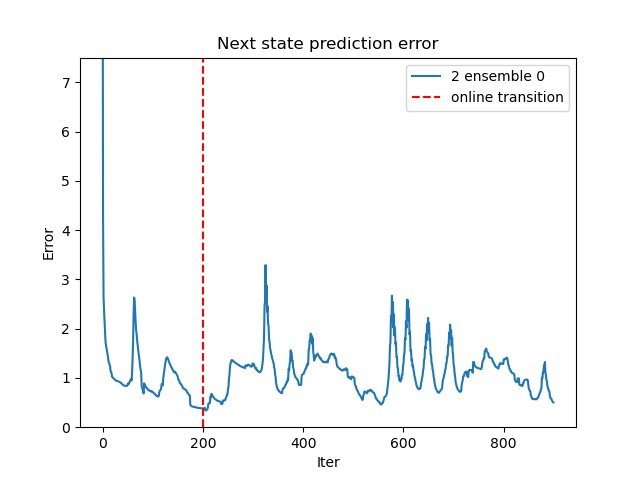 Next state prediction error
2 ensemble 0
online transition
Error
7
6
5
4
3
2
1
0
0 200 400 600 800
Iter